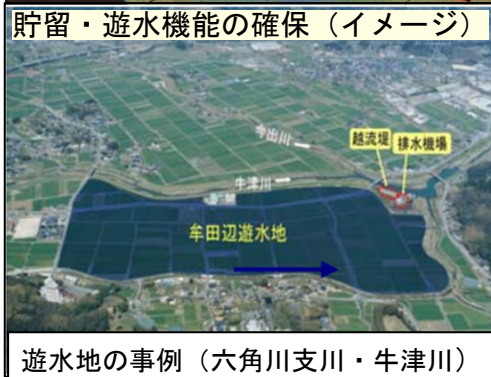 貯留・遊水機能の確保（イメージ）
今出川
越流堤
排水機場
牛津川
牟田辺遊水地
遊水地の事例（六角川支川・牛津川）